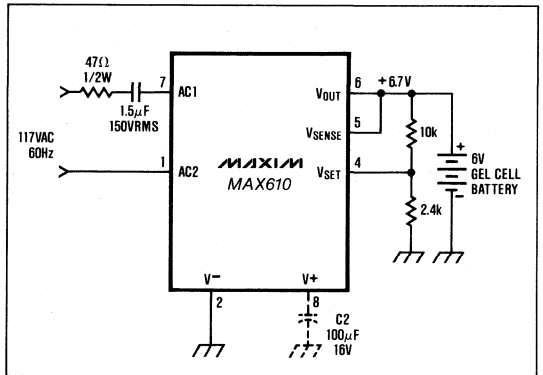 47Ω
1/2W
7
AC1
1.5µF
150VRMS
117VAC
60Hz
1
AC2
MAXIM
MAX610
VOUT
6
+6.7V
VSENSE
5
10k
VSET
4
+
6V
GEL CELL
BATTERY
-
2.4k
V−
2
V+
8
C2
100µF
16V